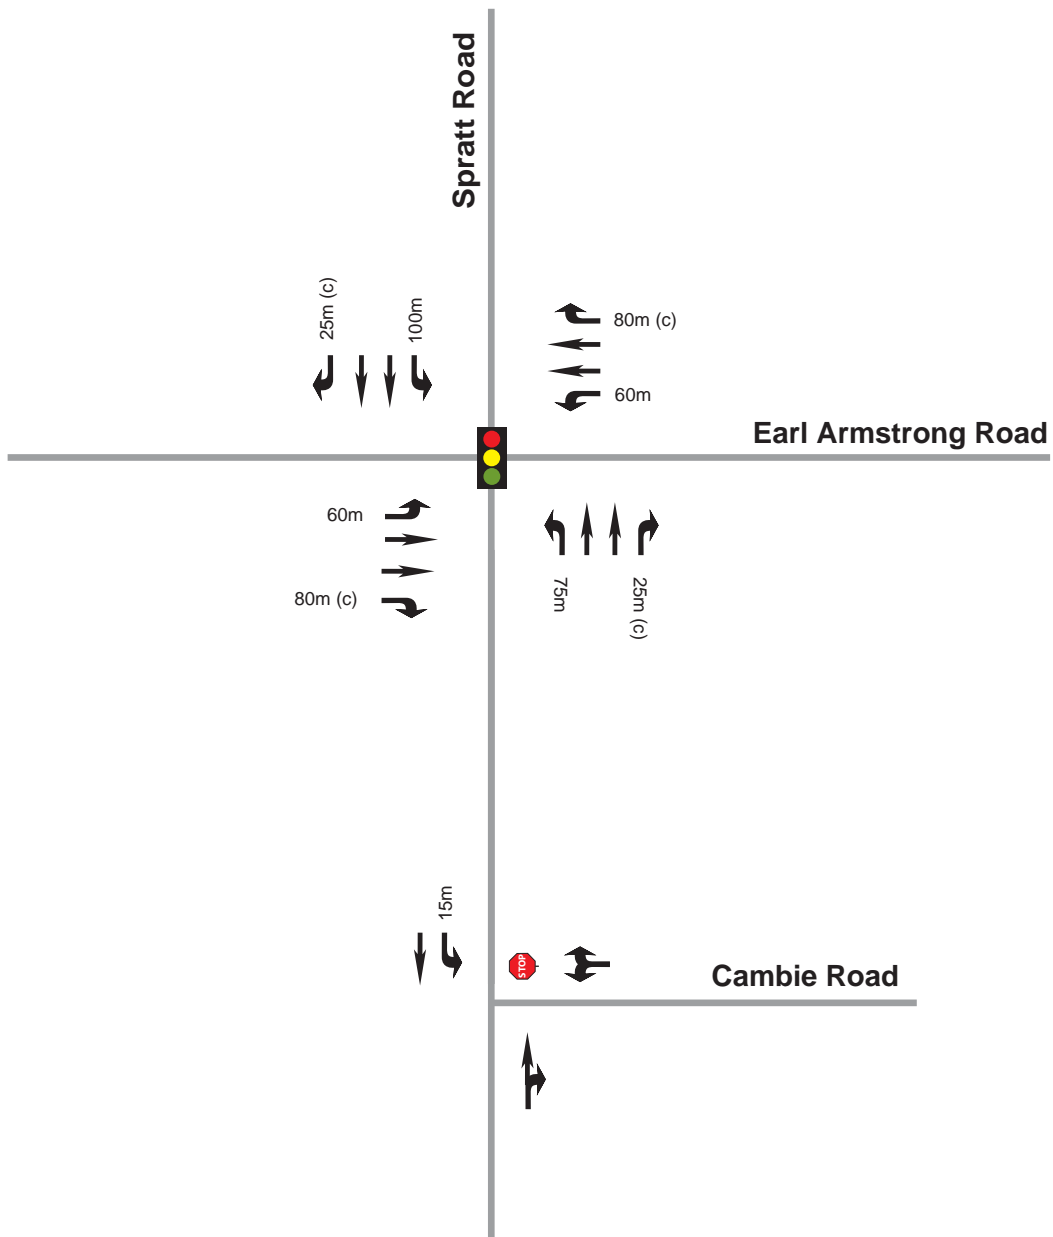 Spratt Road
25m (c)
100m
80m (c)
60m
Earl Armstrong Road
60m
80m (c)
75m
25m (c)
15m
STOP
Cambie Road